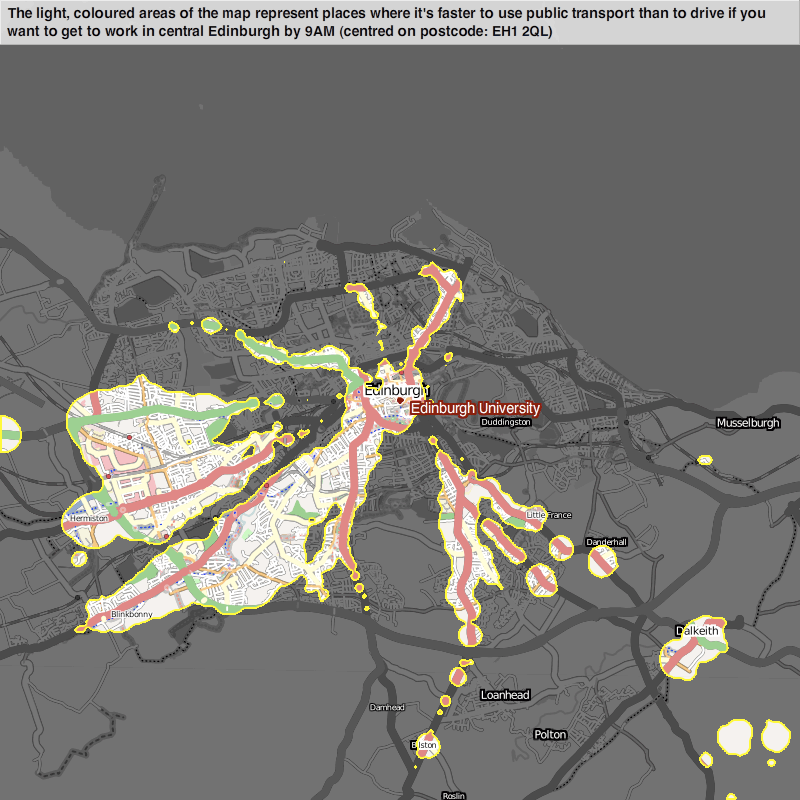 The light, coloured areas of the map represent places where it's faster to use public transport than to drive if you
want to get to work in central Edinburgh by 9AM (centred on postcode: EH1 2QL)
Edinburgh
Edinburgh University
Duddingston
Musselburgh
Hermiston
Little France
Danderhall
Blinkbonny
Dalkeith
Loanhead
Damhead
Polton
Bilston
Roslin